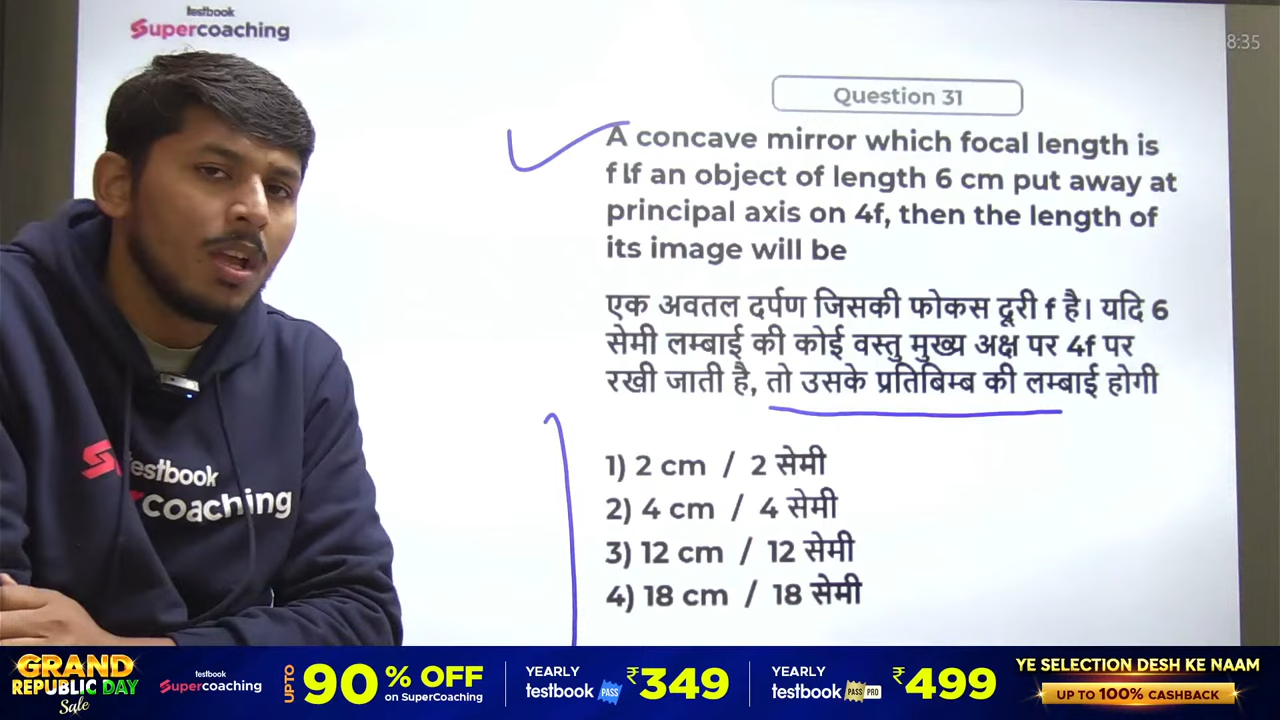 testbook
Supercoaching
8:35
Question 31
A concave mirror which focal length is
f If an object of length 6 cm put away at
principal axis on 4f, then the length of
its image will be
एक अवतल दर्पण जिसकी फोकस दूरी f है। यदि 6
सेमी लम्बाई की कोई वस्तु मुख्य अक्ष पर 4f पर
रखी जाती है, तो उसके प्रतिबिम्ब की लम्बाई होगी
1) 2 cm / 2 सेमी
2) 4 cm / 4 सेमी
3) 12 cm / 12 सेमी
4) 18 cm / 18 सेमी
testbook
coaching
GRAND
REPUBLIC DAY
Sale
testbook
Supercoaching
UPTO 90% OFF
on SuperCoaching
YEARLY
testbook PASS
₹349
YEARLY
testbook PASS PRO
₹499
YE SELECTION DESH KE NAAM
UP TO 100% CASHBACK